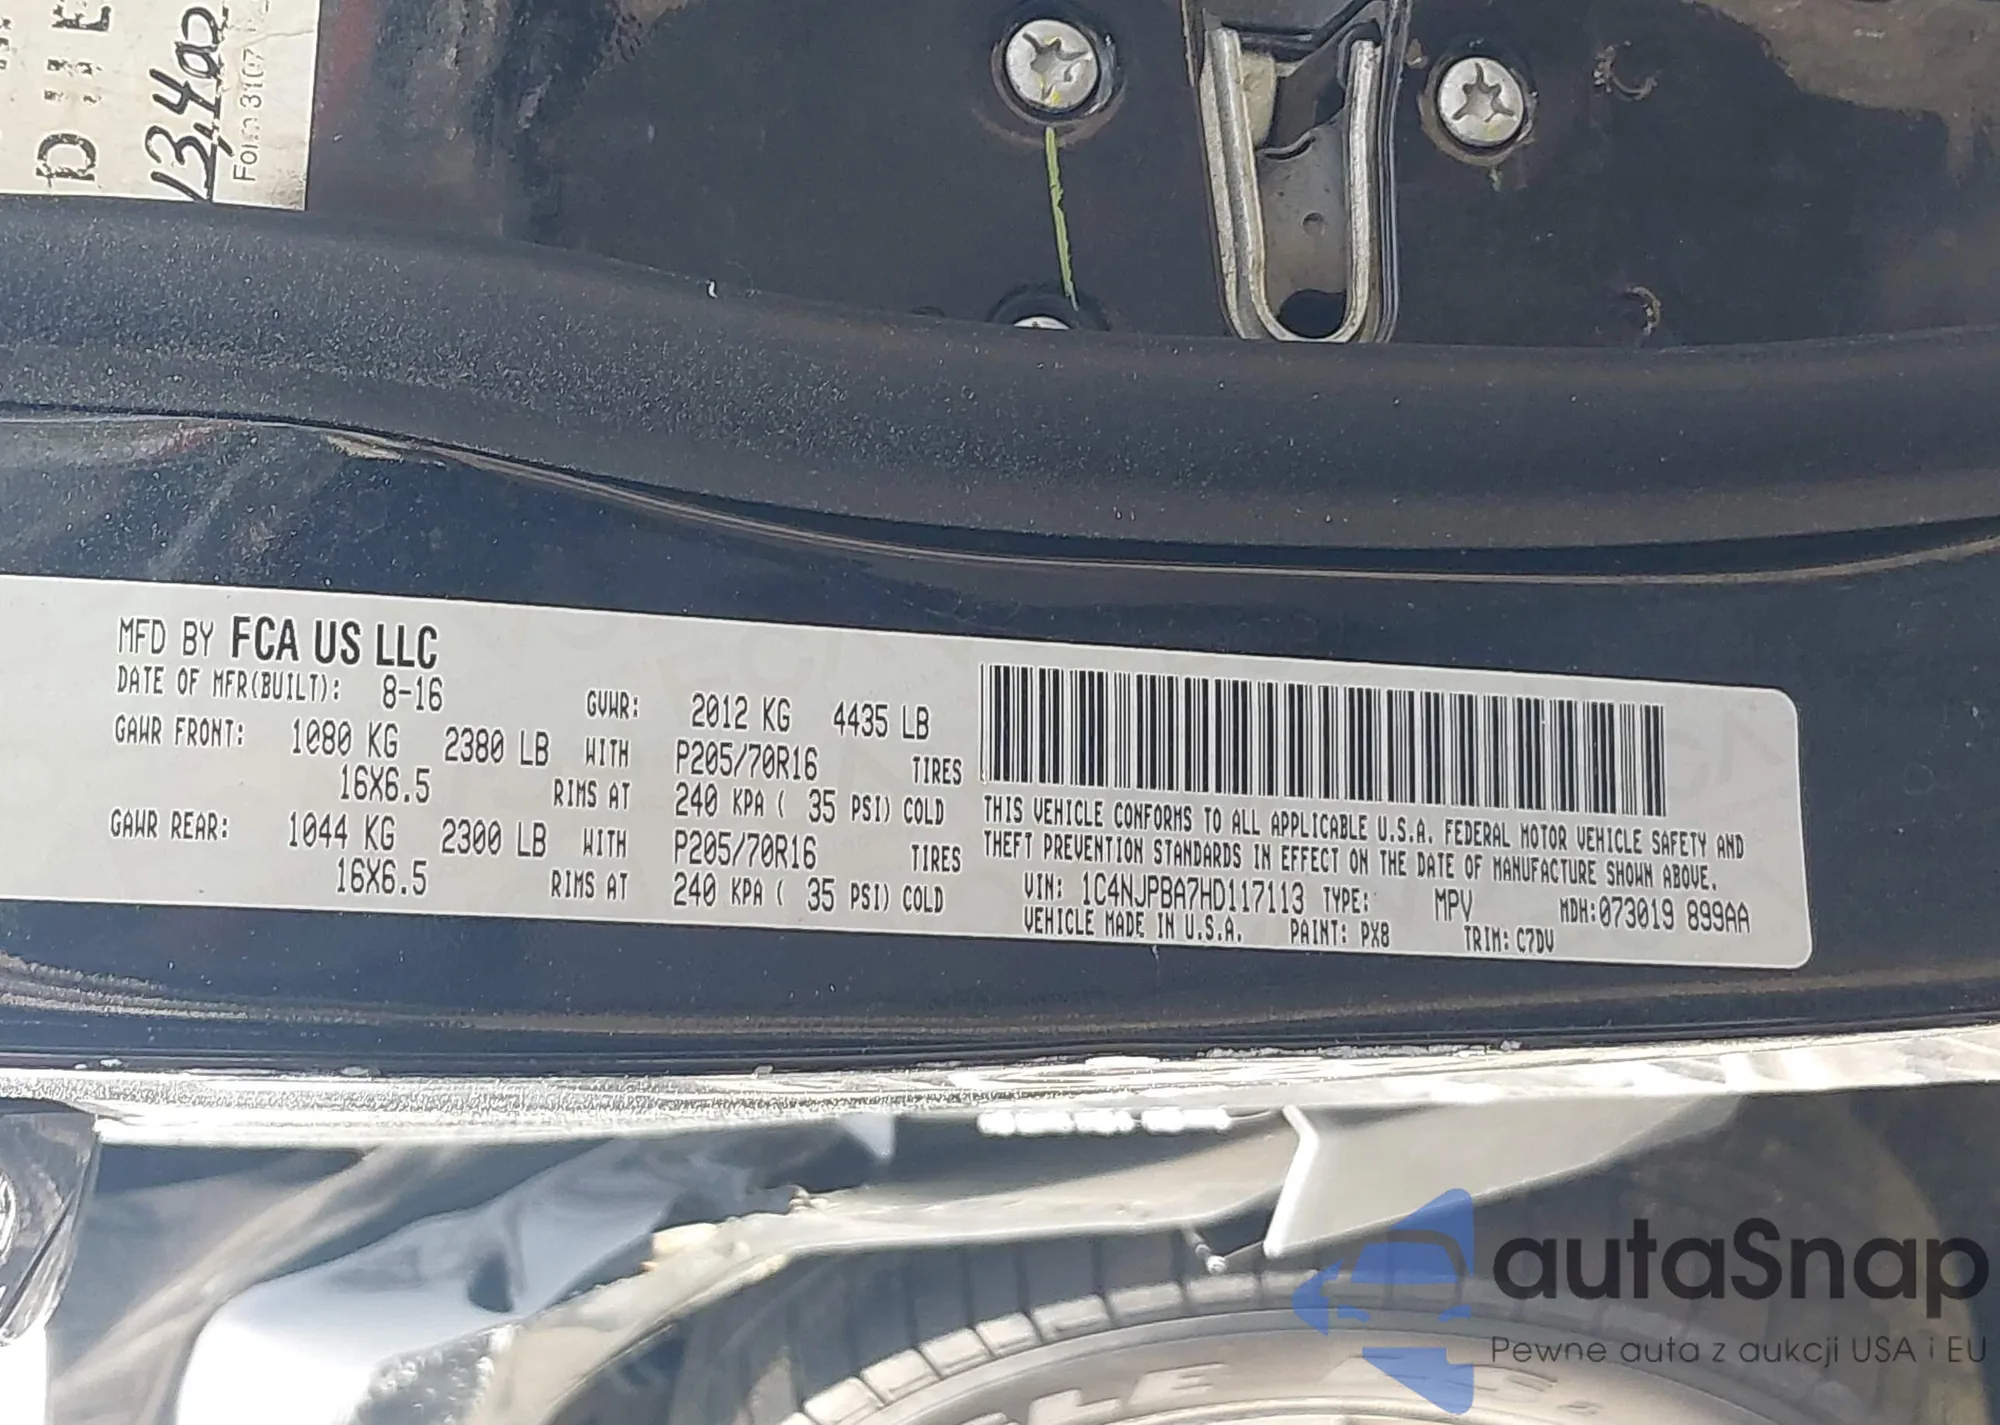 13,400
Form 3107
MFD BY FCA US LLC
DATE OF MFR(BUILT): 8-16 GVWR: 2012 KG 4435 LB
GAWR FRONT: 1080 KG 2380 LB WITH P205/70R16 TIRES
16X6.5 RIMS AT 240 KPA ( 35 PSI) COLD
GAWR REAR: 1044 KG 2300 LB WITH P205/70R16 TIRES
16X6.5 RIMS AT 240 KPA ( 35 PSI) COLD
THIS VEHICLE CONFORMS TO ALL APPLICABLE U.S.A. FEDERAL MOTOR VEHICLE SAFETY AND
THEFT PREVENTION STANDARDS IN EFFECT ON THE DATE OF MANUFACTURE SHOWN ABOVE.
VIN: 1C4NJPBA7HD117113 TYPE: MPV MDH:073019 899AA
VEHICLE MADE IN U.S.A. PAINT: PX8 TRIM: C7DV
autaSnap
Pewne auta z aukcji USA i EU